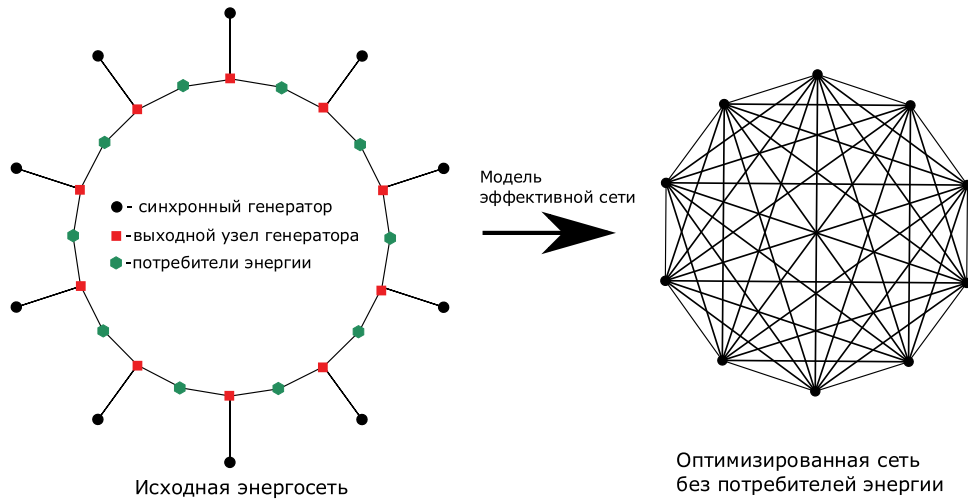 - синхронный генератор
-выходной узел генератора
-потребители энергии
Исходная энергосеть
Модель
эффективной сети
Оптимизированная сеть
без потребителей энергии